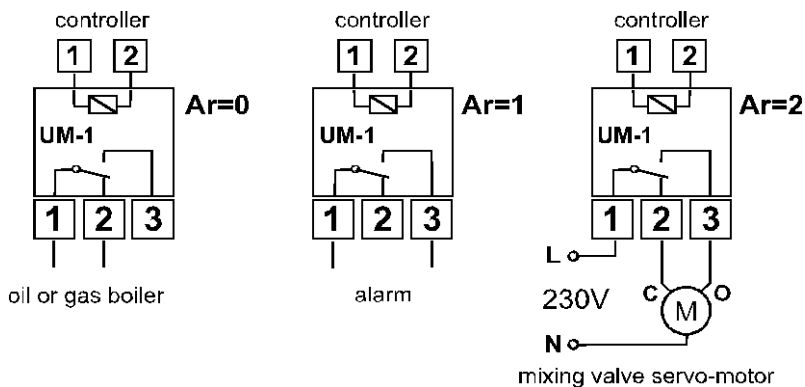 controller
1 2
Ar=0
UM-1
1 2 3
oil or gas boiler
controller
1 2
Ar=1
UM-1
1 2 3
alarm
controller
1 2
Ar=2
UM-1
1 2 3
L
230V
C M O
N
mixing valve servo-motor